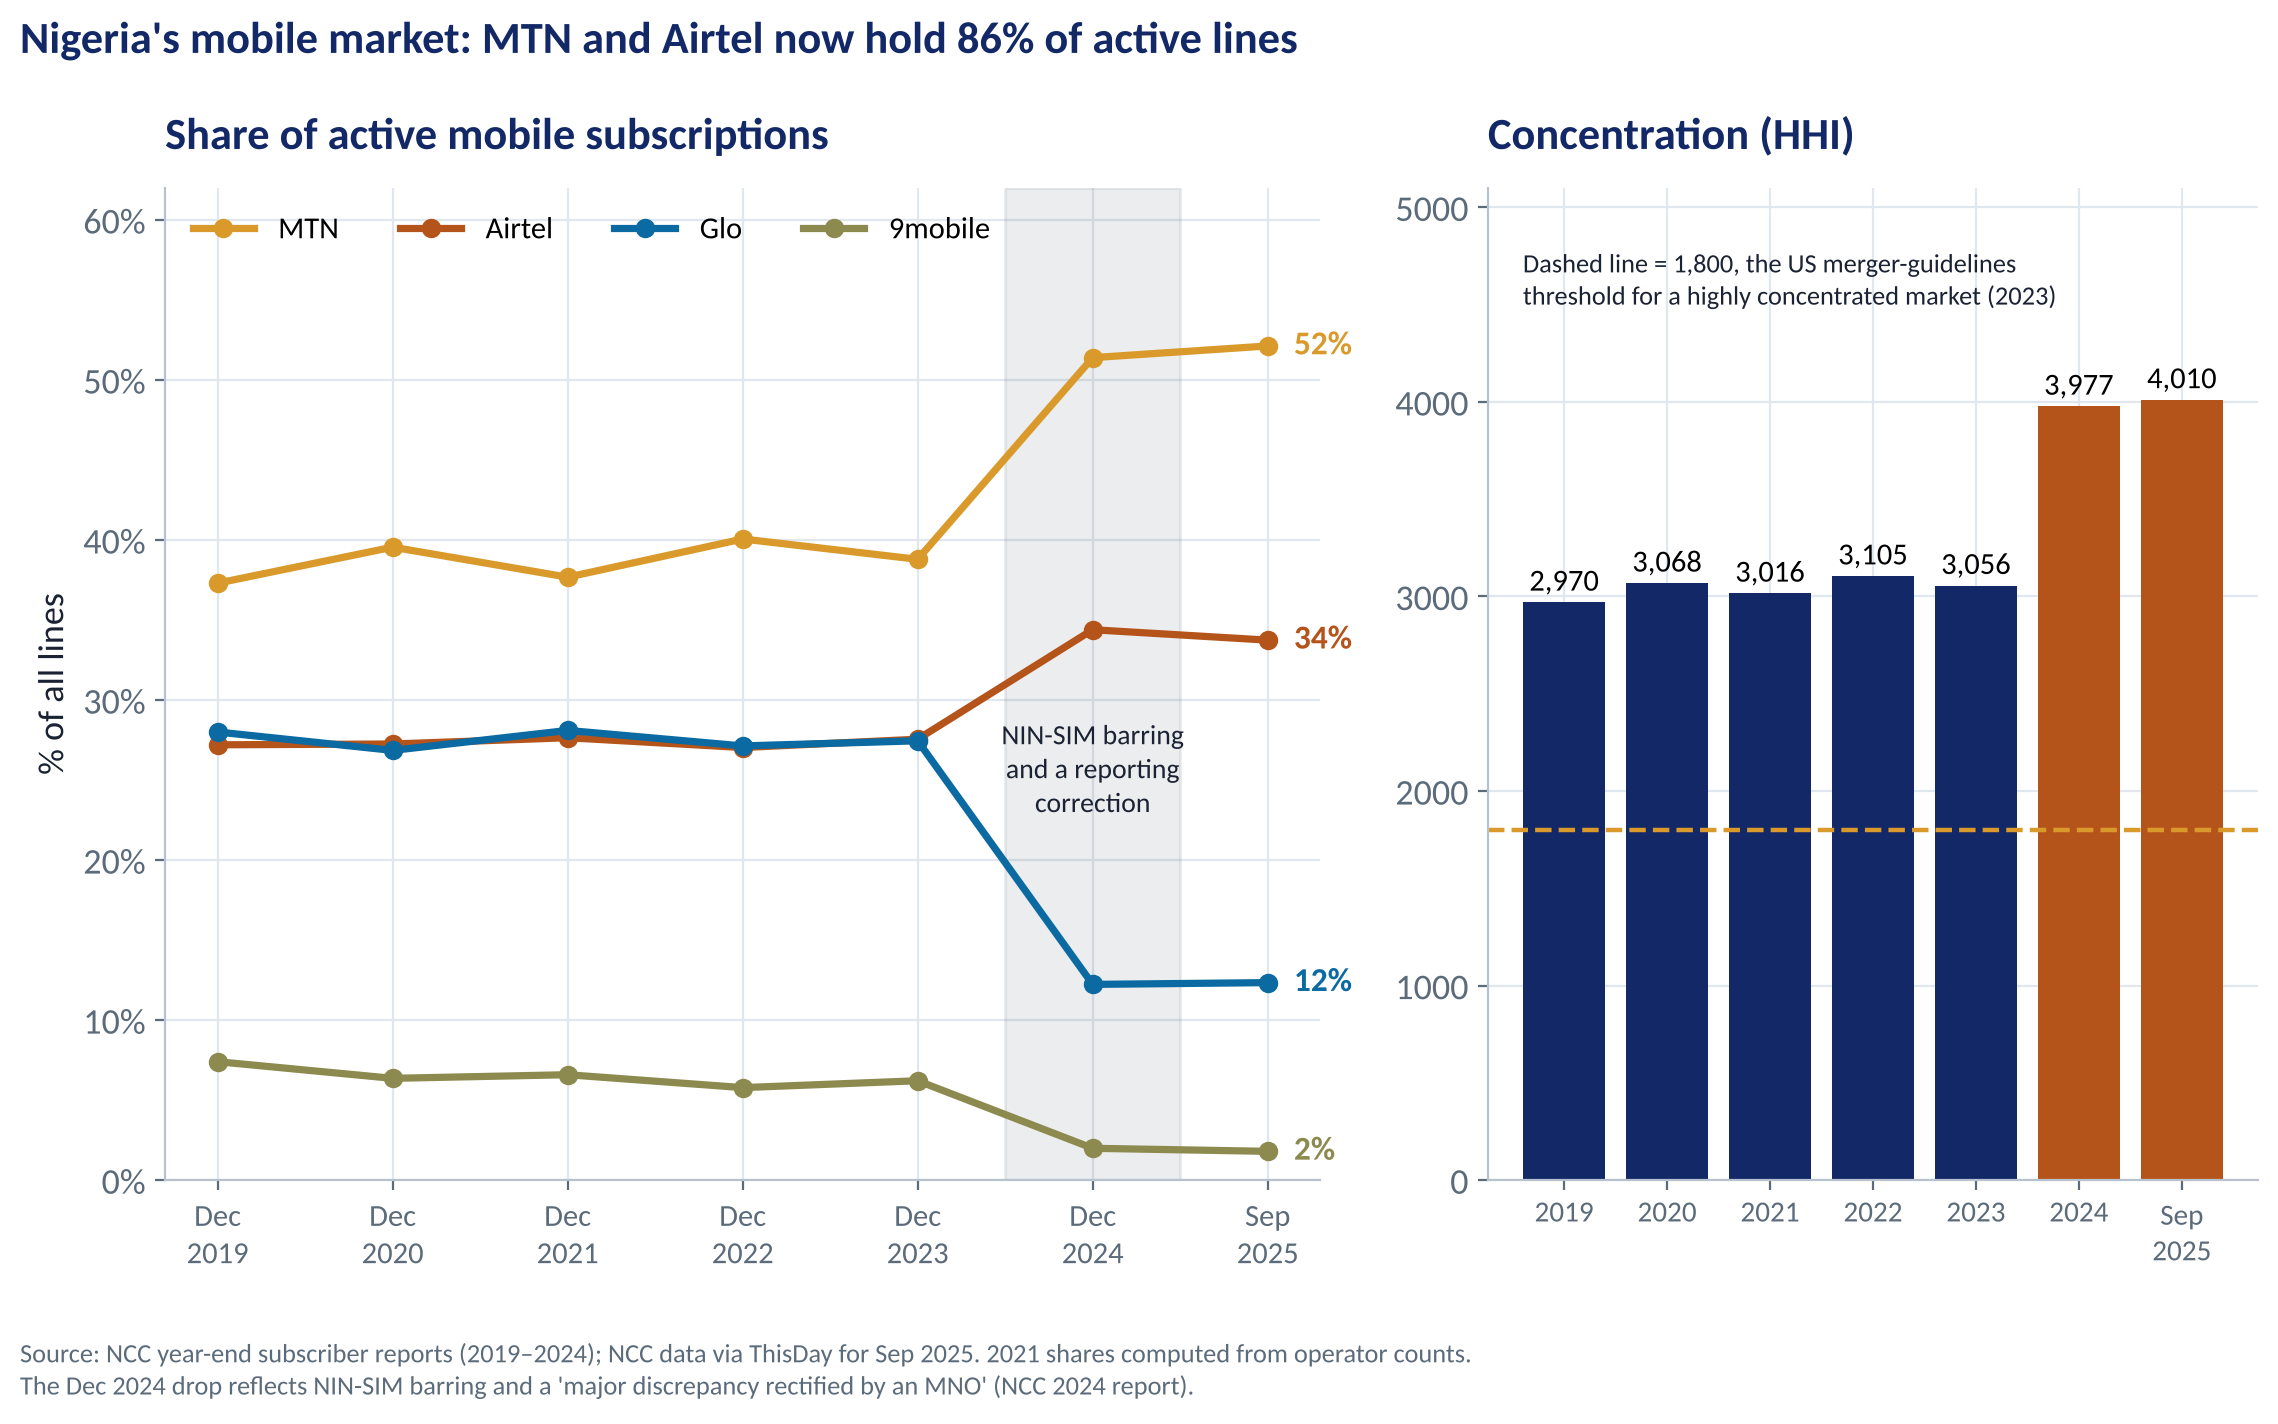 Nigeria's mobile market: MTN and Airtel now hold 86% of active lines
Share of active mobile subscriptions
% of all lines
60%
50%
40%
30%
20%
10%
0%
MTN
Airtel
Glo
9mobile
52%
34%
12%
2%
NIN-SIM barring
and a reporting
correction
Dec
2019
Dec
2020
Dec
2021
Dec
2022
Dec
2023
Dec
2024
Sep
2025
Concentration (HHI)
5000
4000
3000
2000
1000
0
Dashed line = 1,800, the US merger-guidelines
threshold for a highly concentrated market (2023)
2,970
3,068
3,016
3,105
3,056
3,977
4,010
2019
2020
2021
2022
2023
2024
Sep
2025
Source: NCC year-end subscriber reports (2019–2024); NCC data via ThisDay for Sep 2025. 2021 shares computed from operator counts.
The Dec 2024 drop reflects NIN-SIM barring and a 'major discrepancy rectified by an MNO' (NCC 2024 report).